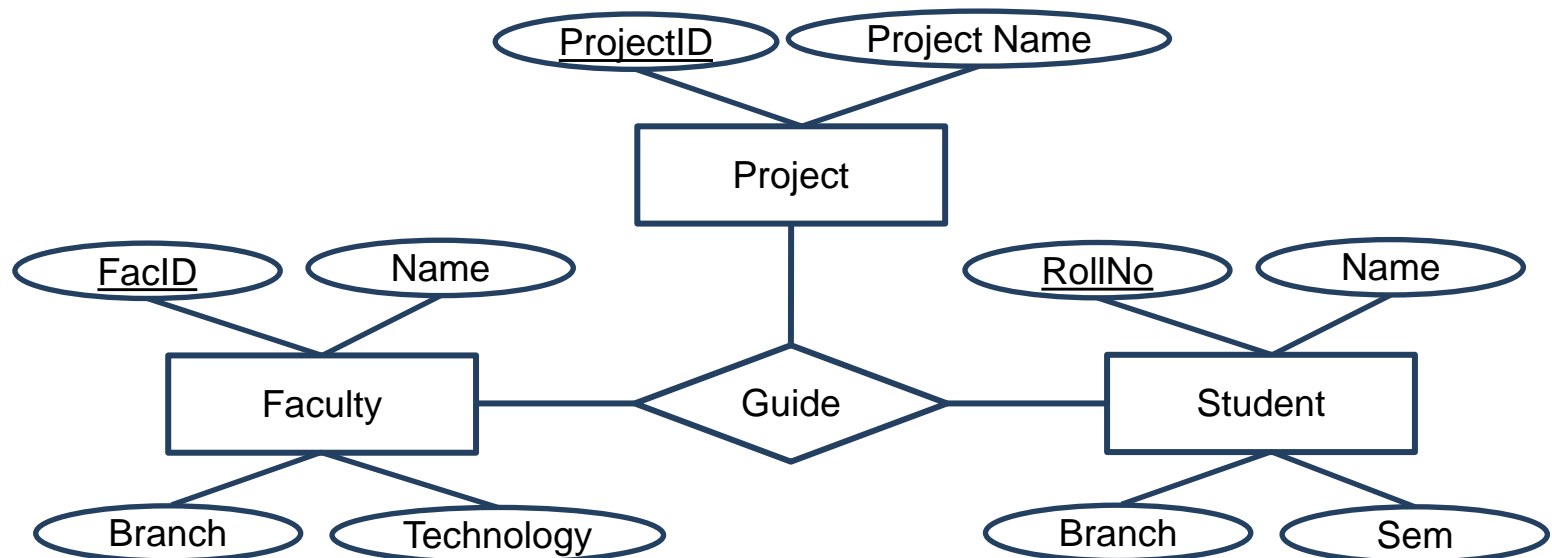 ProjectID
Project Name
Project
FacID
Name
RollNo
Name
Faculty
Guide
Student
Branch
Technology
Branch
Sem